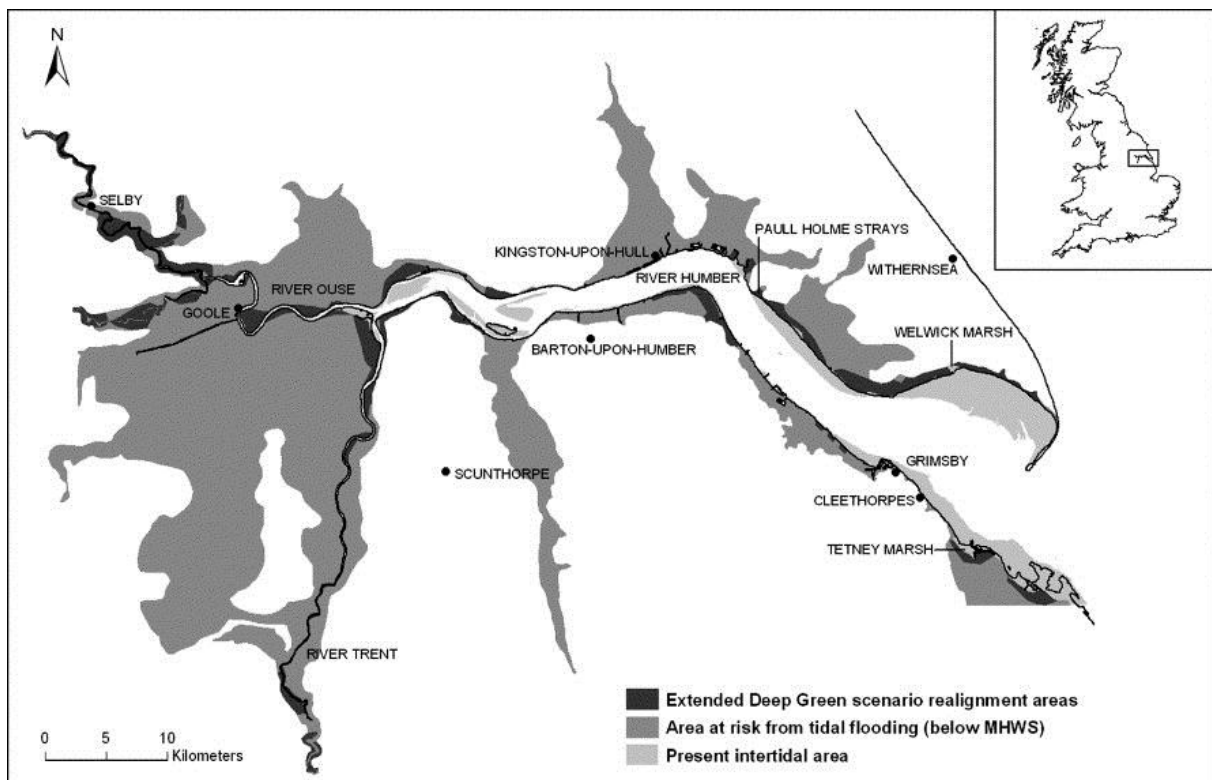 N
SELBY
KINGSTON-UPON-HULL
PAULL HOLME STRAYS
WITHERNSEA
RIVER OUSE
RIVER HUMBER
GOOLE
WELWICK MARSH
BARTON-UPON-HUMBER
SCUNTHORPE
GRIMSBY
CLEETHORPES
TETNEY MARSH
RIVER TRENT
Extended Deep Green scenario realignment areas
Area at risk from tidal flooding (below MHWS)
Present intertidal area
0 5 10
Kilometers